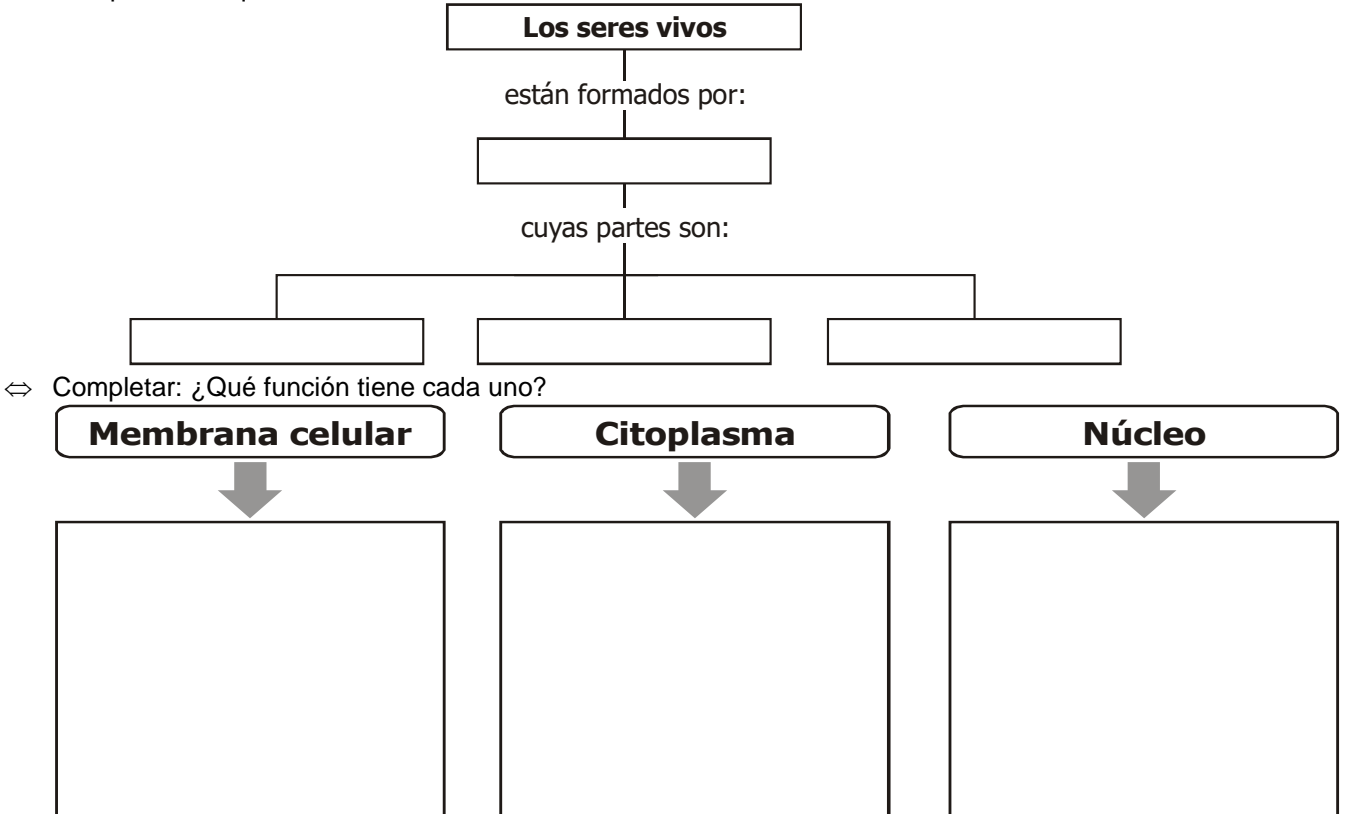 Los seres vivos
están formados por:
cuyas partes son:
⇔ Completar: ¿Qué función tiene cada uno?
Membrana celular
Citoplasma
Núcleo